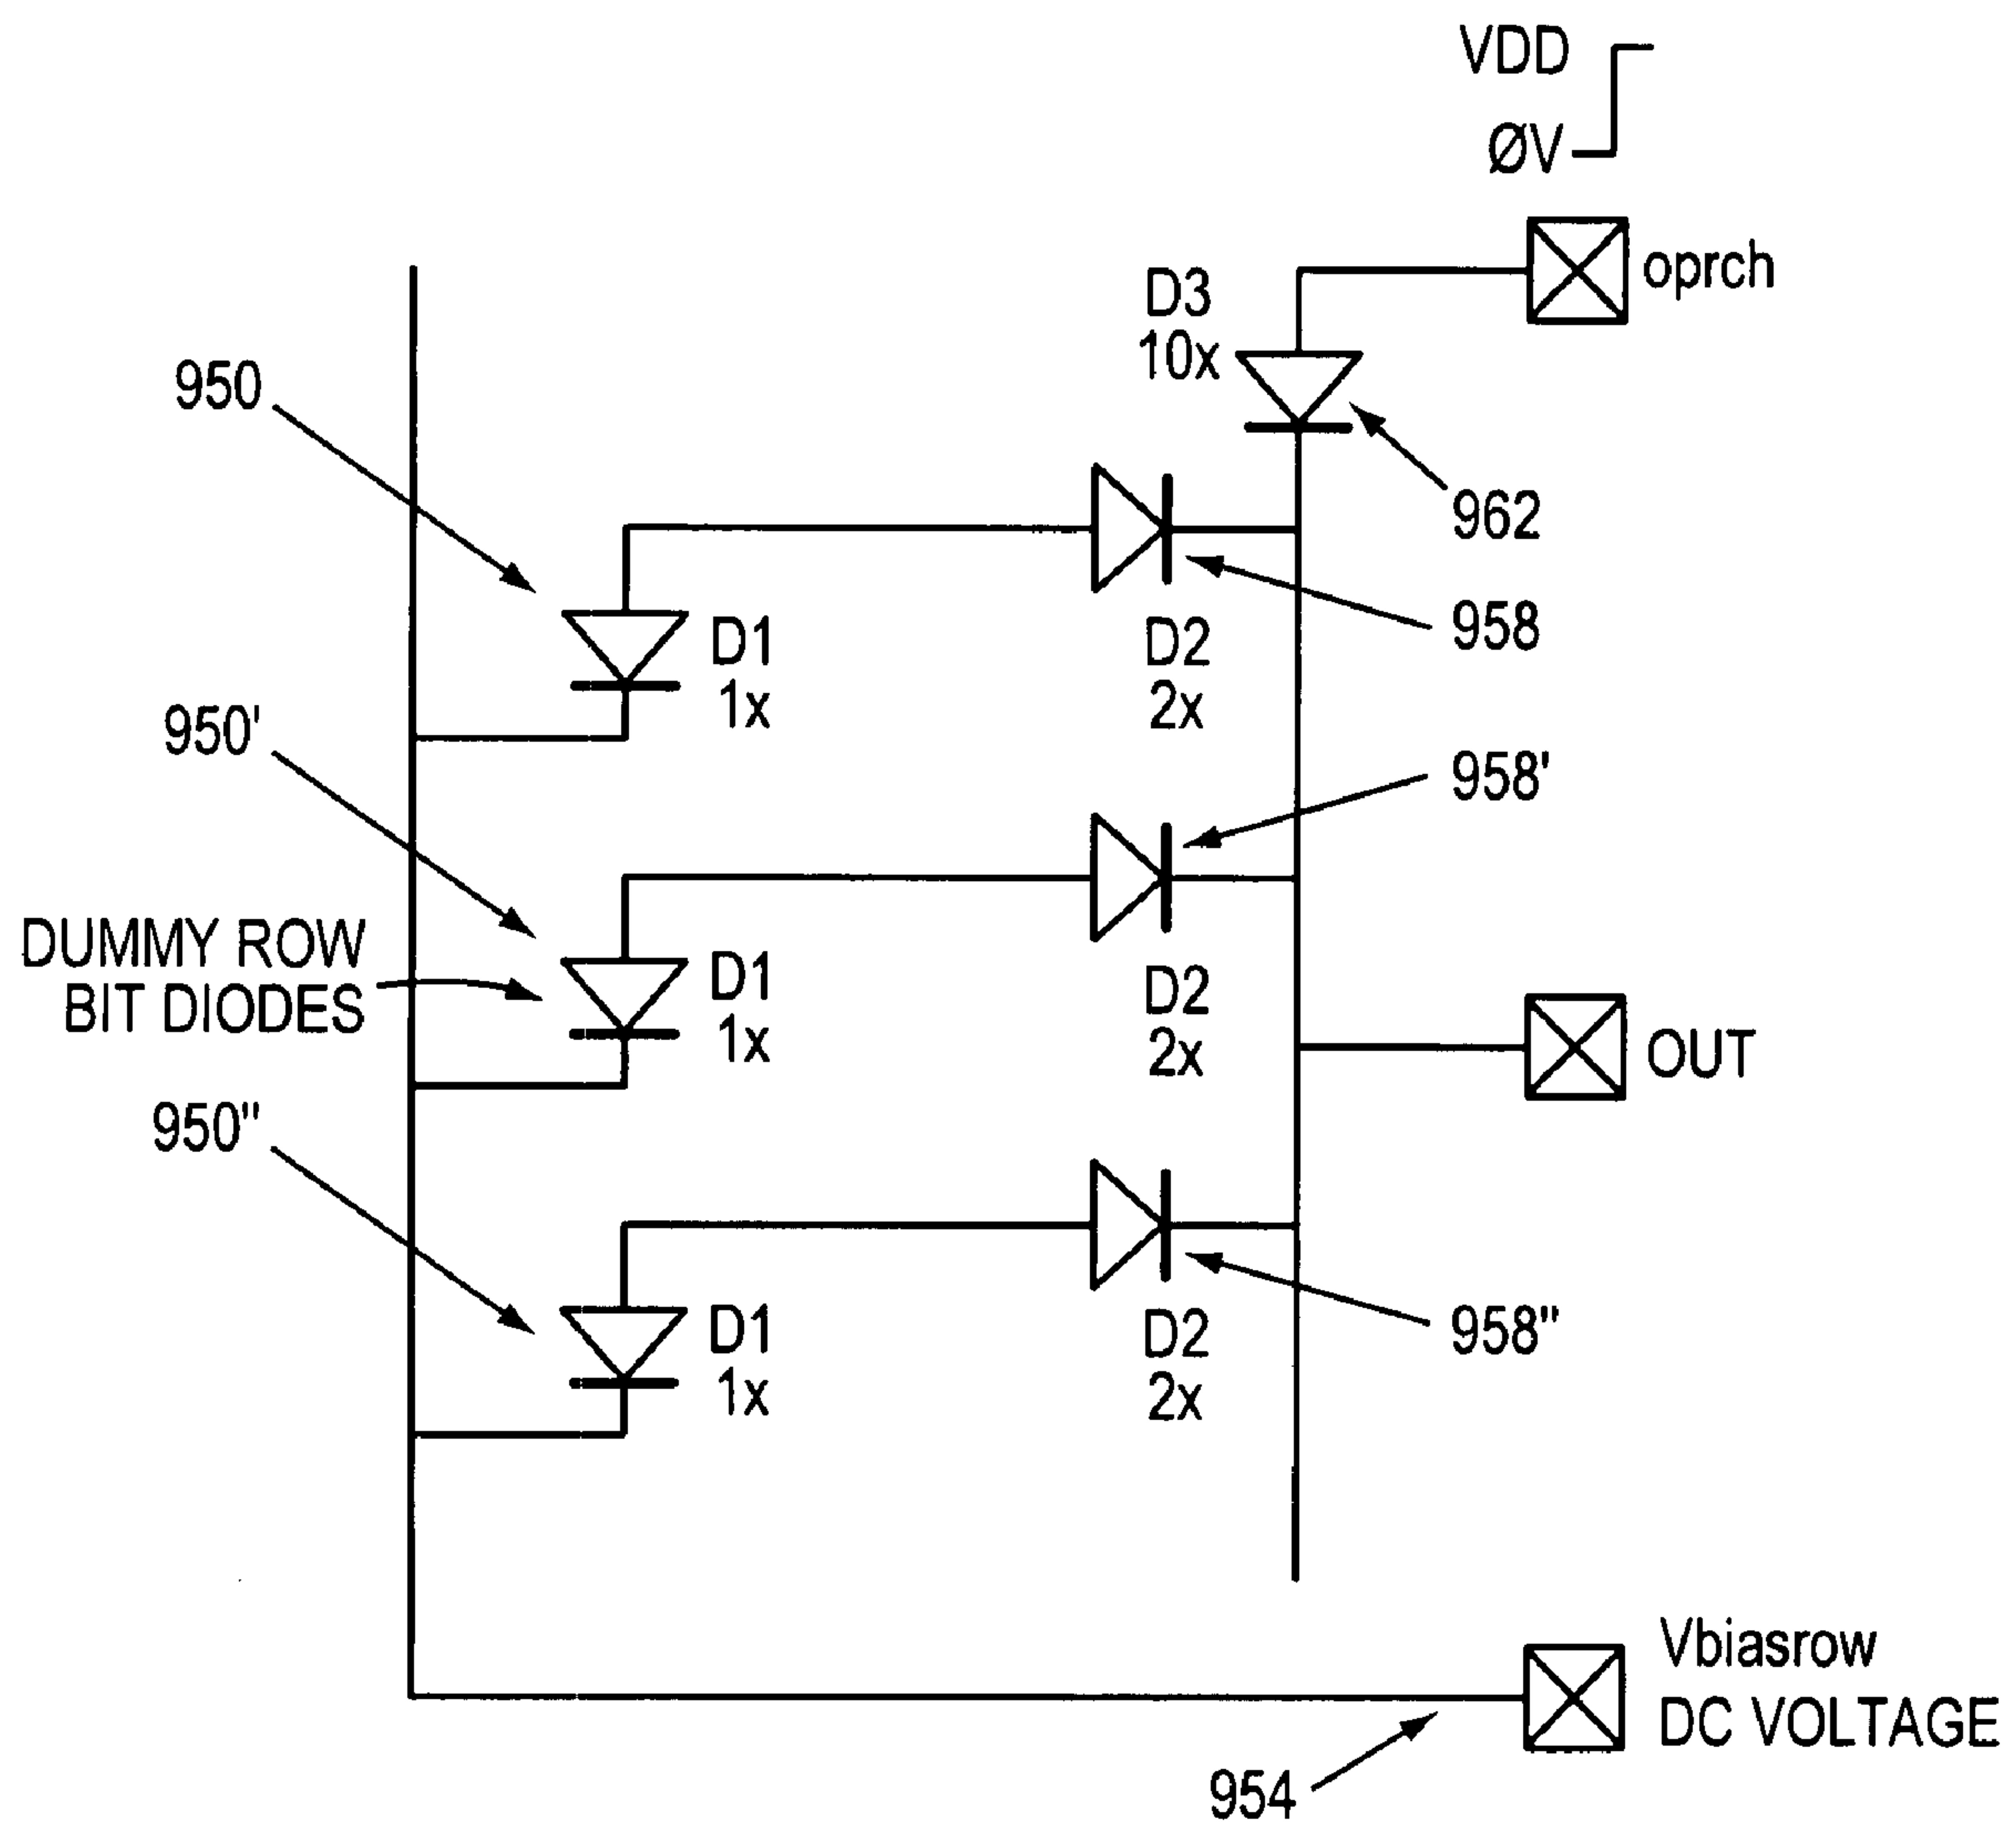 VDD
ØV
oprch
D3
10x
950
962
958
D1
1x
D2
2x
950'
958'
DUMMY ROW
BIT DIODES
D1
1x
D2
2x
OUT
950"
958"
D1
1x
D2
2x
Vbiasrow
DC VOLTAGE
954